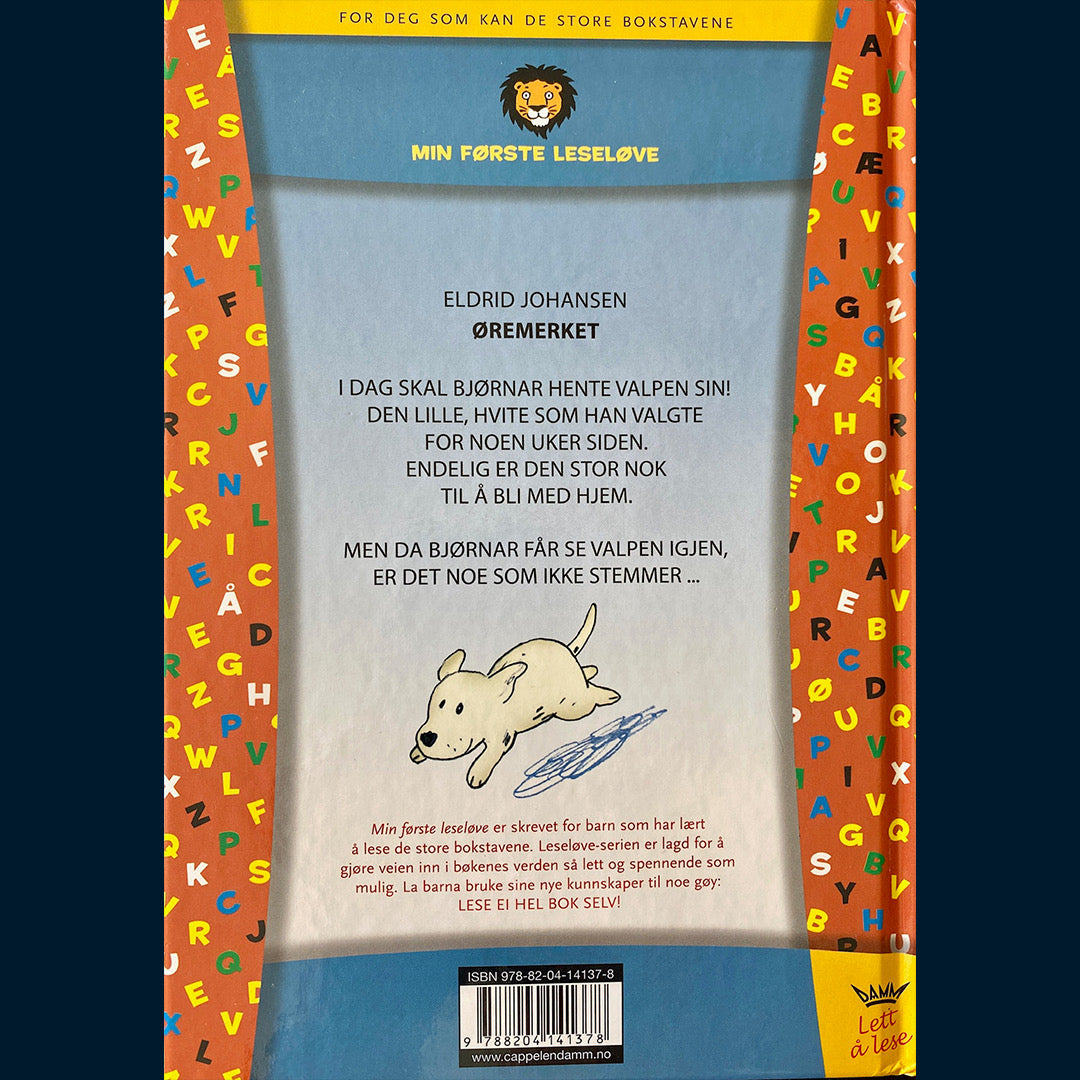 FOR DEG SOM KAN DE STORE BOKSTAVENE
MIN FØRSTE LESELØVE
ELDRID JOHANSEN
ØREMERKET
I DAG SKAL BJØRNAR HENTE VALPEN SIN!
DEN LILLE, HVITE SOM HAN VALGTE
FOR NOEN UKER SIDEN.
ENDELIG ER DEN STOR NOK
TIL Å BLI MED HJEM.
MEN DA BJØRNAR FÅR SE VALPEN IGJEN,
ER DET NOE SOM IKKE STEMMER ...
Min første leseløve er skrevet for barn som har lært
å lese de store bokstavene. Leseløve-serien er lagd for å
gjøre veien inn i bøkenes verden så lett og spennende som
mulig. La barna bruke sine nye kunnskaper til noe gøy:
LESE EI HEL BOK SELV!
ISBN 978-82-04-14137-8
9 788204 141378
www.cappelendamm.no
DAMM
Lett
å lese